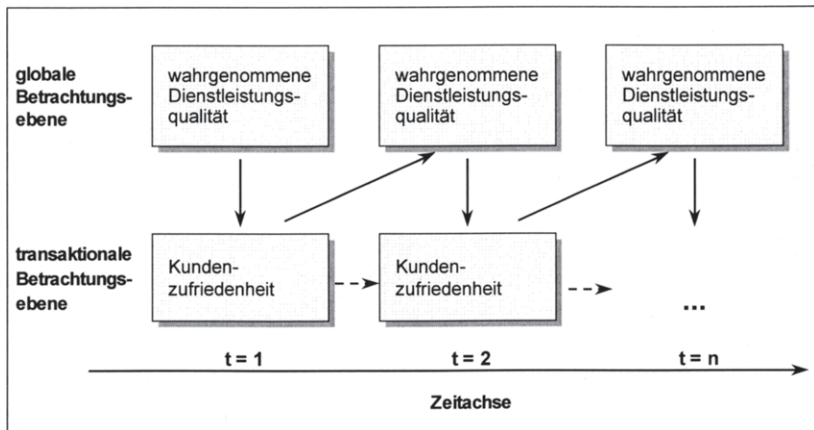 globale
Betrachtungs-
ebene
wahrgenommene
Dienstleistungs-
qualität
wahrgenommene
Dienstleistungs-
qualität
wahrgenommene
Dienstleistungs-
qualität
transaktionale
Betrachtungs-
ebene
Kunden-
zufriedenheit
Kunden-
zufriedenheit
...
t = 1
t = 2
t = n
Zeitachse